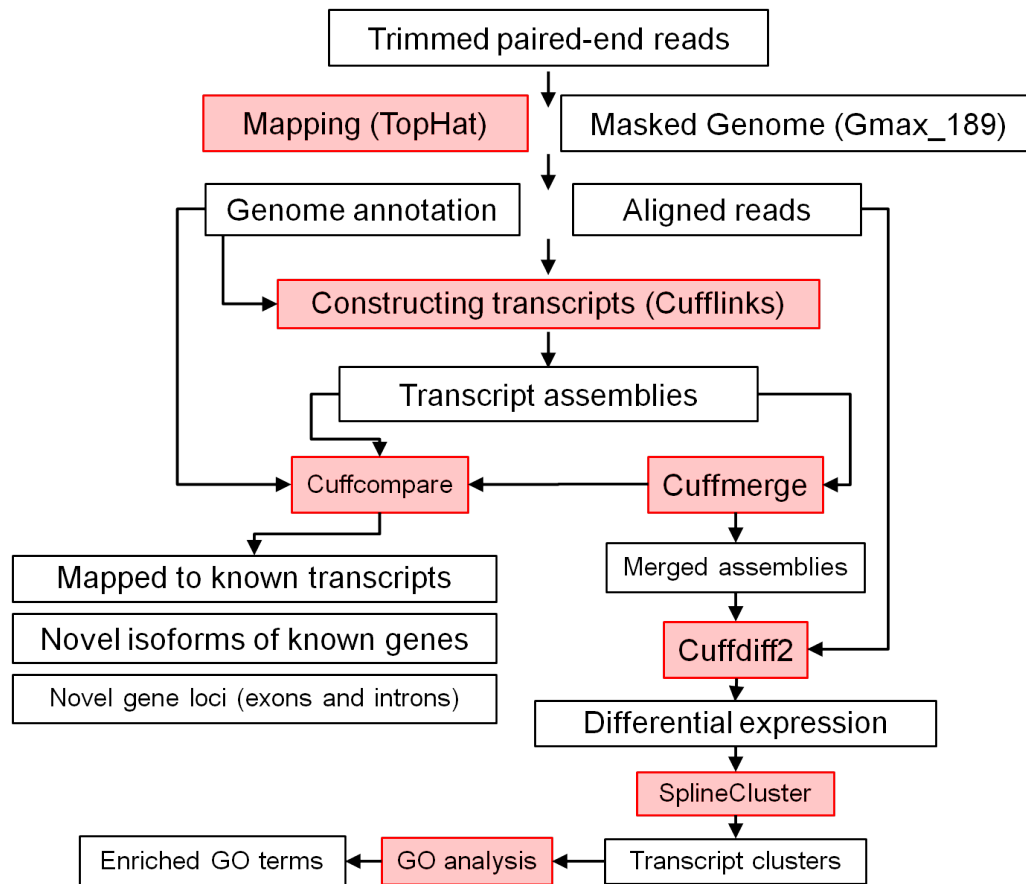 Trimmed paired-end reads
Mapping (TopHat)
Masked Genome (Gmax_189)
Genome annotation
Aligned reads
Constructing transcripts (Cufflinks)
Transcript assemblies
Cuffcompare
Cuffmerge
Mapped to known transcripts
Merged assemblies
Novel isoforms of known genes
Cuffdiff2
Novel gene loci (exons and introns)
Differential expression
SplineCluster
Enriched GO terms
GO analysis
Transcript clusters